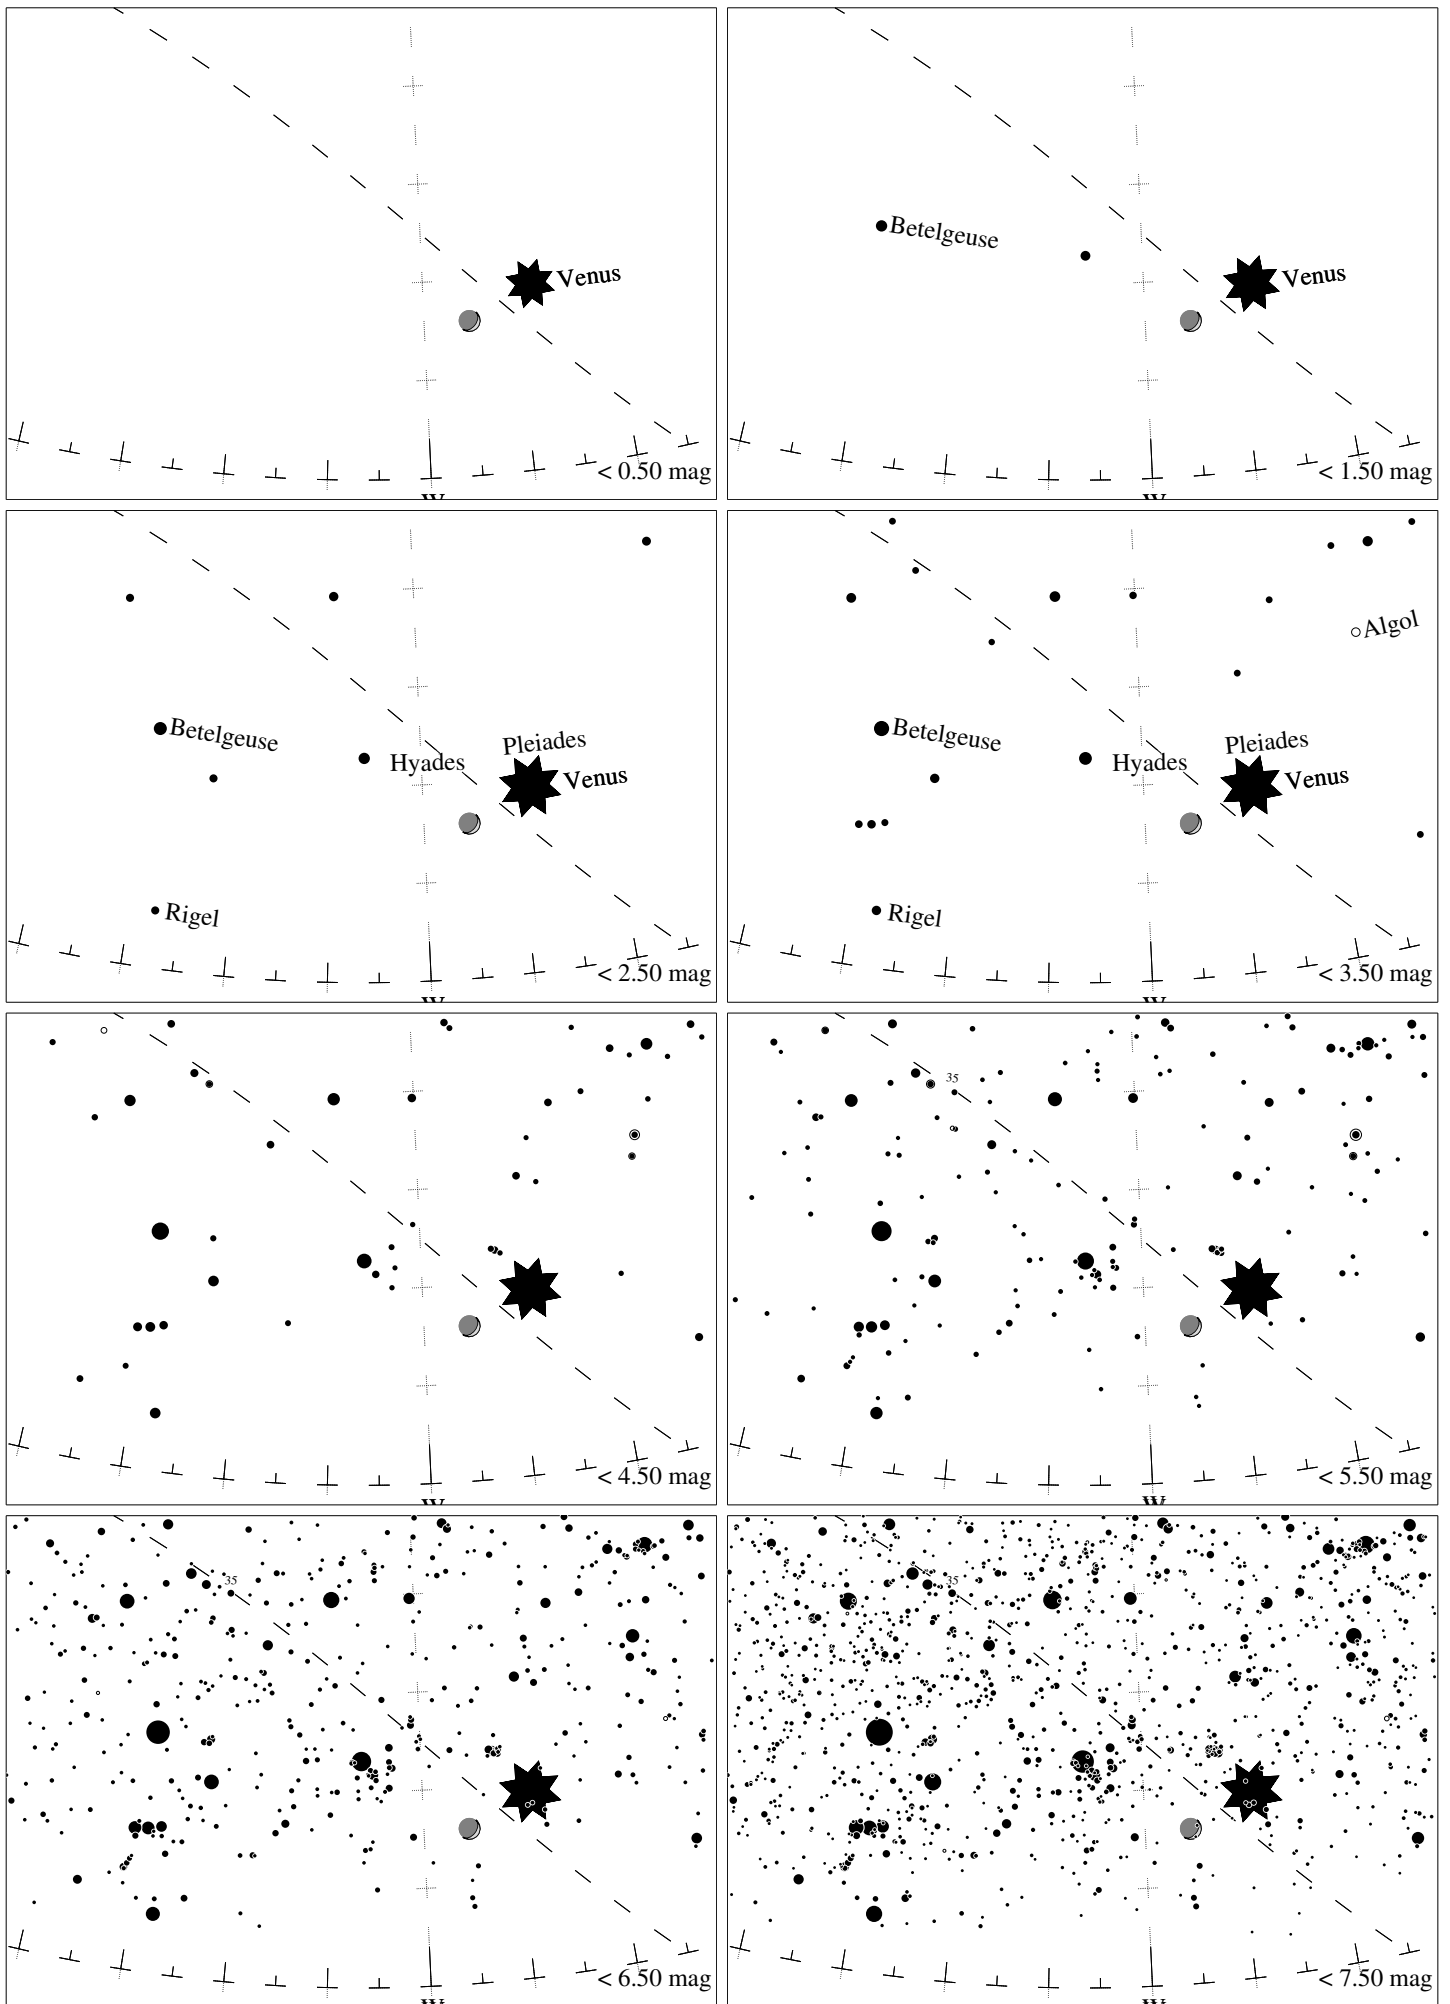 Venus
< 0.50 mag
W
Betelgeuse
Venus
< 1.50 mag
W
Betelgeuse
Hyades
Pleiades
Venus
Rigel
< 2.50 mag
W
Algol
Betelgeuse
Hyades
Pleiades
Venus
Rigel
< 3.50 mag
W
< 4.50 mag
W
35
< 5.50 mag
W
35
< 6.50 mag
W
35
< 7.50 mag
W